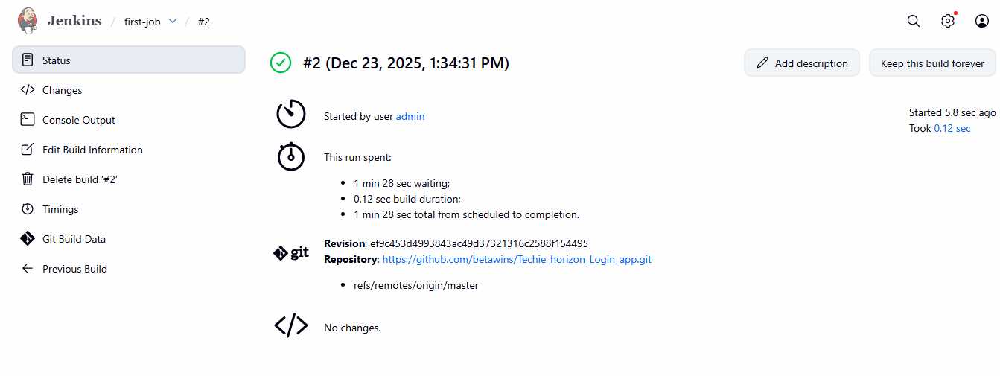 Jenkins / first-job / #2
Status
Changes
Console Output
Edit Build Information
Delete build ‘#2’
Timings
Git Build Data
Previous Build
#2 (Dec 23, 2025, 1:34:31 PM)
Add description
Keep this build forever
Started by user admin
Started 5.8 sec ago
Took 0.12 sec
This run spent:
• 1 min 28 sec waiting;
• 0.12 sec build duration;
• 1 min 28 sec total from scheduled to completion.
git
Revision: ef9c453d4993843ac49d37321316c2588f154495
Repository: https://github.com/betawins/Techie_horizon_Login_app.git
• refs/remotes/origin/master
No changes.